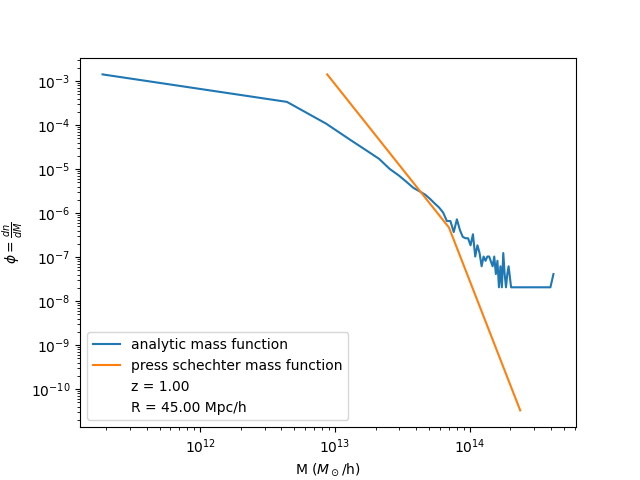 10⁻³
10⁻⁴
10⁻⁵
10⁻⁶
10⁻⁷
10⁻⁸
10⁻⁹
10⁻¹⁰
ϕ = dn/dM
analytic mass function
press schechter mass function
z = 1.00
R = 45.00 Mpc/h
10¹² 10¹³ 10¹⁴
M (M⊙/h)